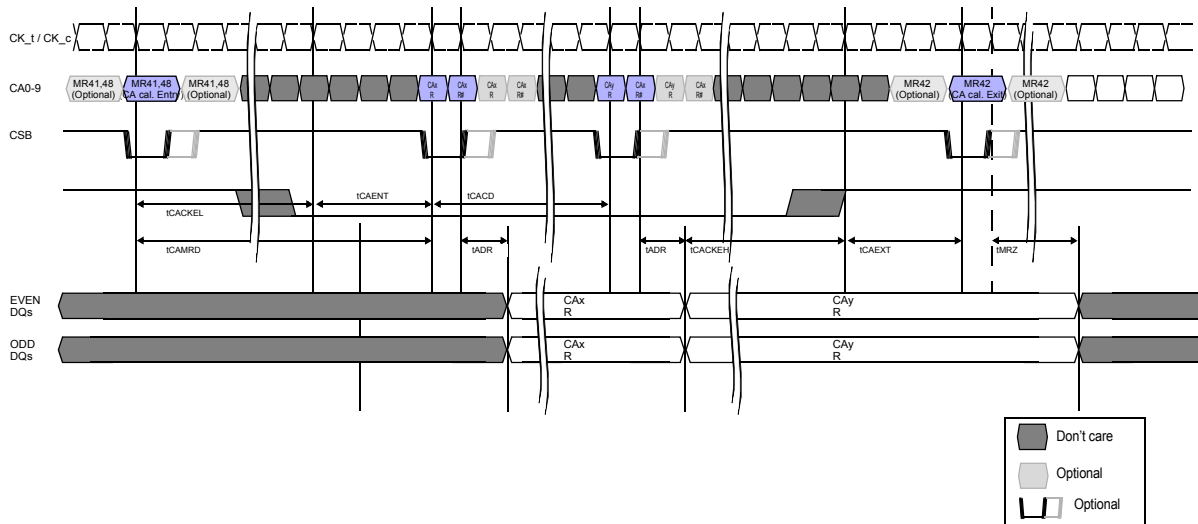 CK_t / CK_c
CA0-9
MR41,48 (Optional)
MR41,48 CA cal. Entry
MR41,48 (Optional)
CAx R
CAx R#
CAx R
CAx R#
CAy R
CAx R#
CAy R
CAx R#
MR42 (Optional)
MR42 CA cal. Exit
MR42 (Optional)
CSB
tCACKEL
tCAENT
tCACD
tCAMRD
tADR
tADR
tCACKEH
tCAEXT
tMRZ
EVEN DQs
CAx R
CAy R
ODD DQs
CAx R
CAy R
Don't care
Optional
Optional